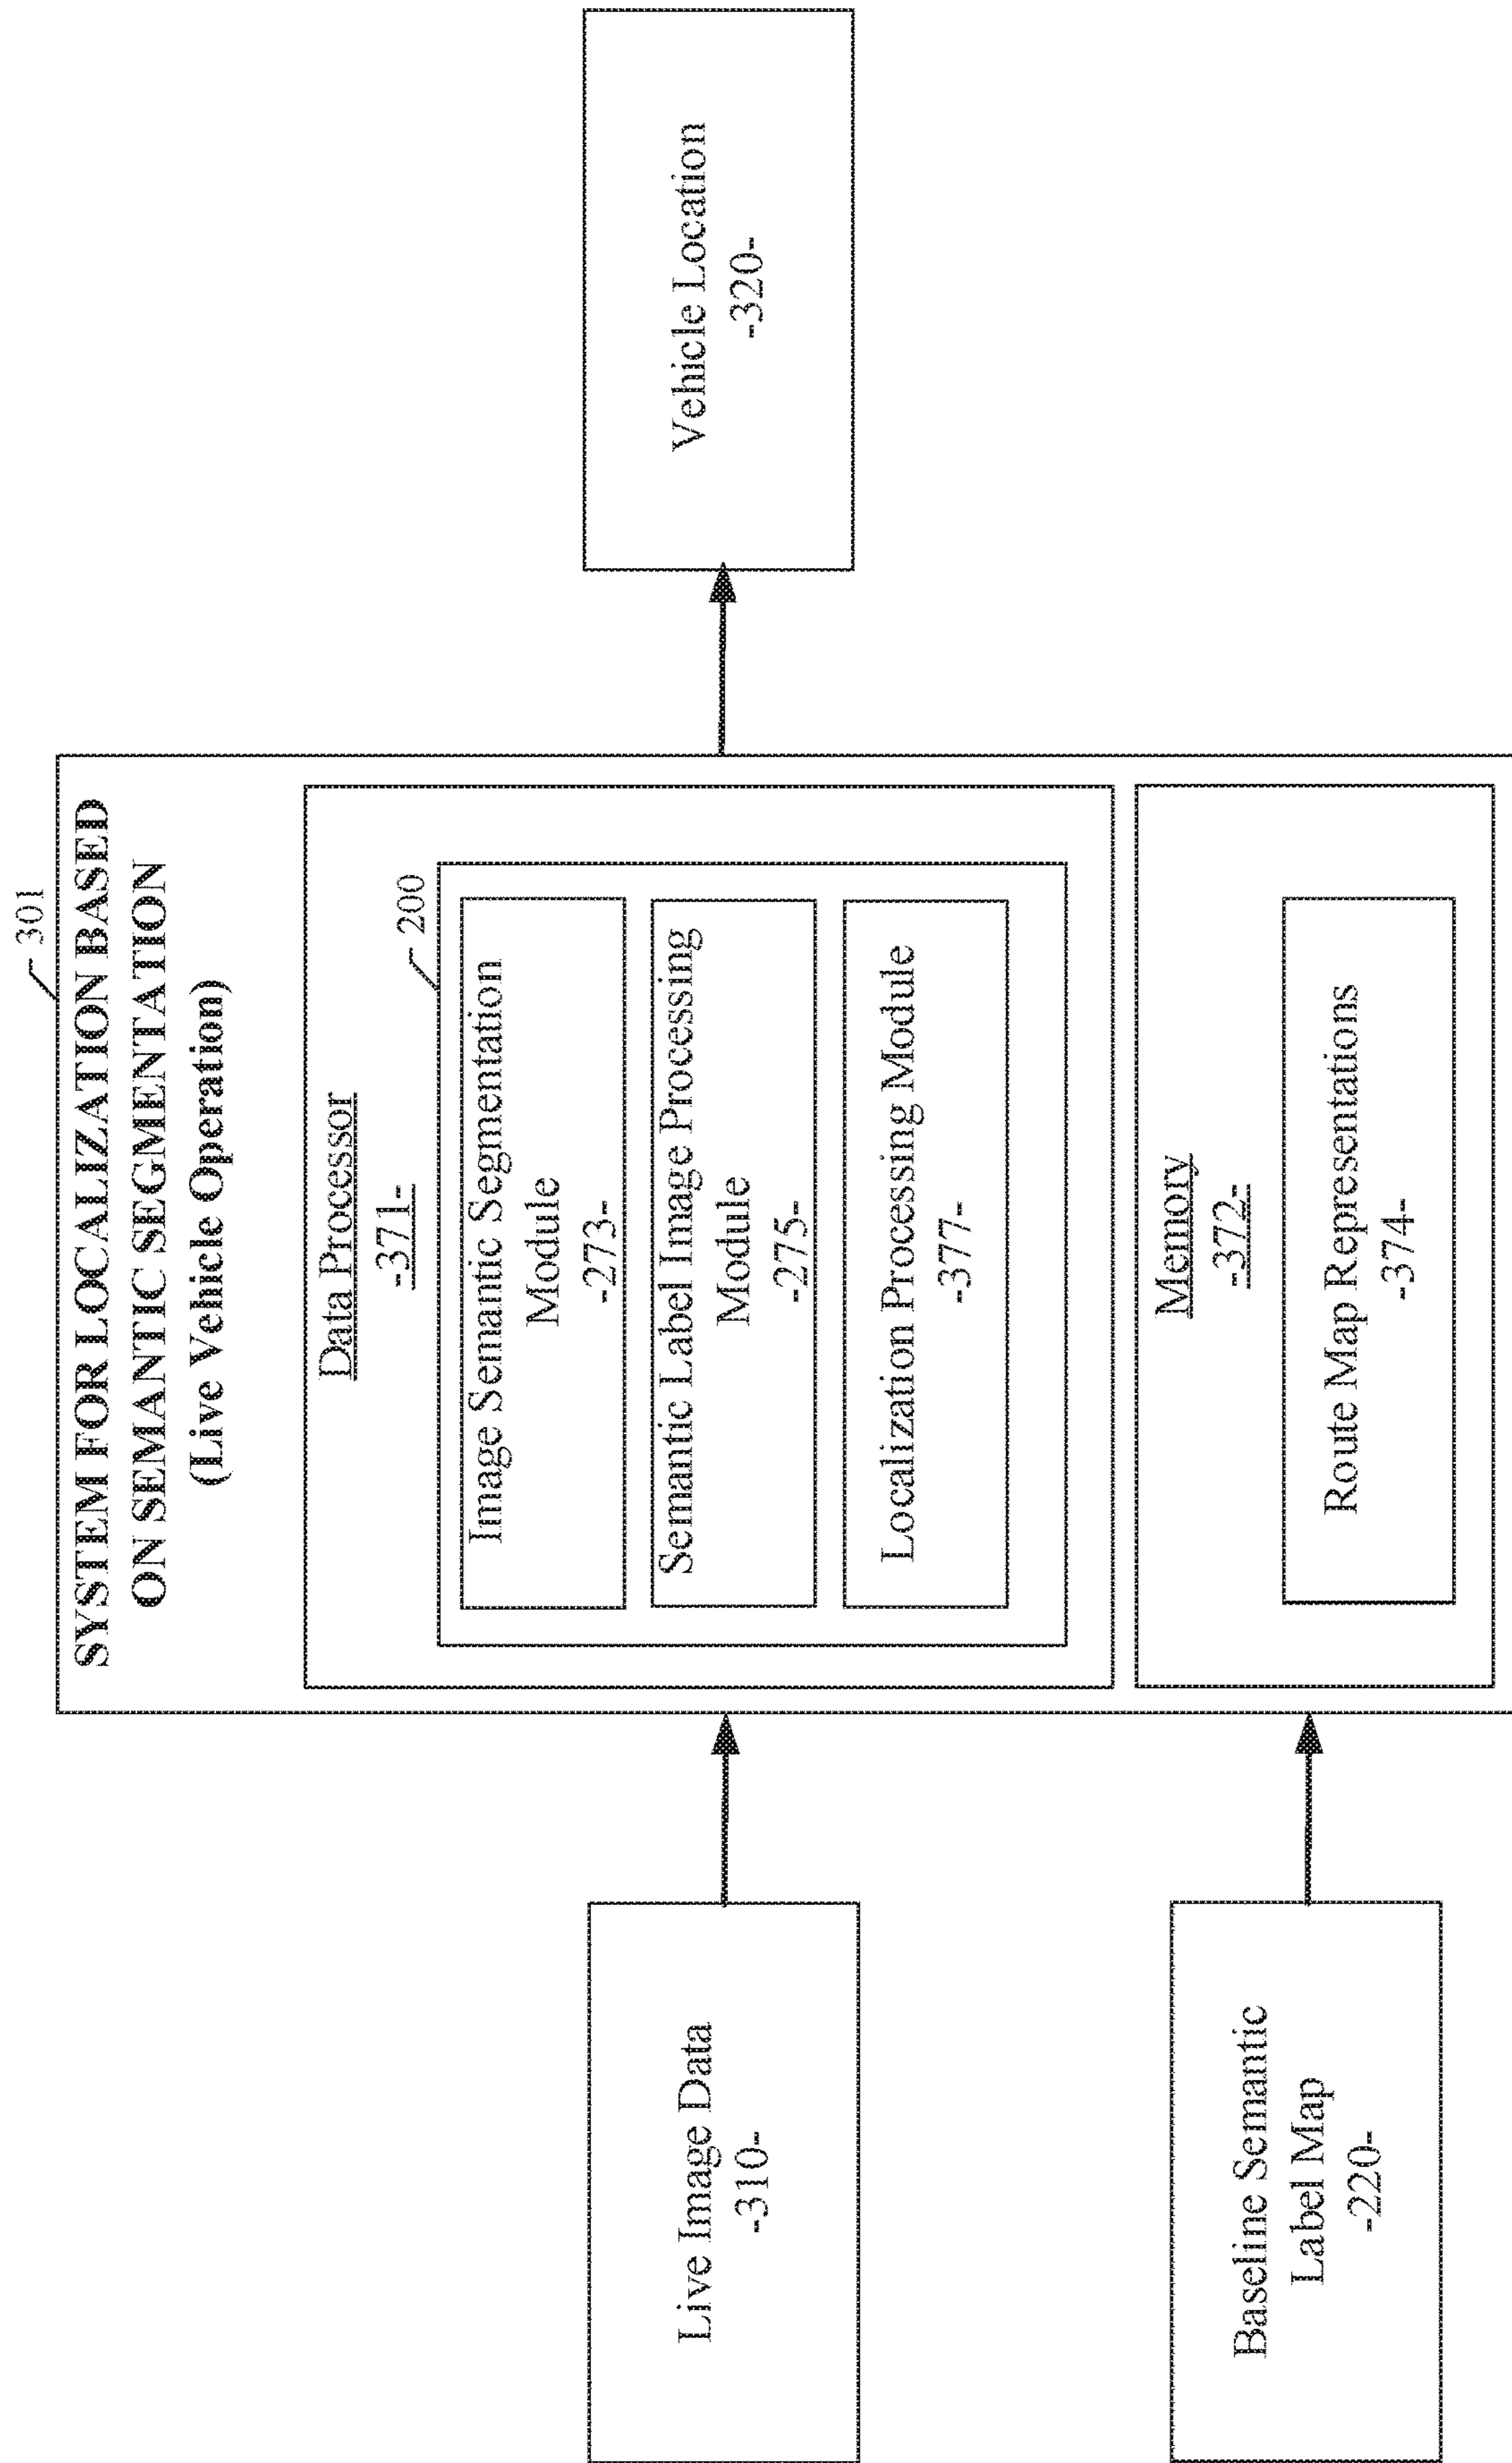 301
SYSTEM FOR LOCALIZATION BASED
ON SEMANTIC SEGMENTATION
(Live Vehicle Operation)
Data Processor
-371-
200
Image Semantic Segmentation
Module
-273-
Semantic Label Image Processing
Module
-275-
Localization Processing Module
-377-
Memory
-372-
Route Map Representations
-374-
Live Image Data
-310-
Baseline Semantic
Label Map
-220-
Vehicle Location
-320-